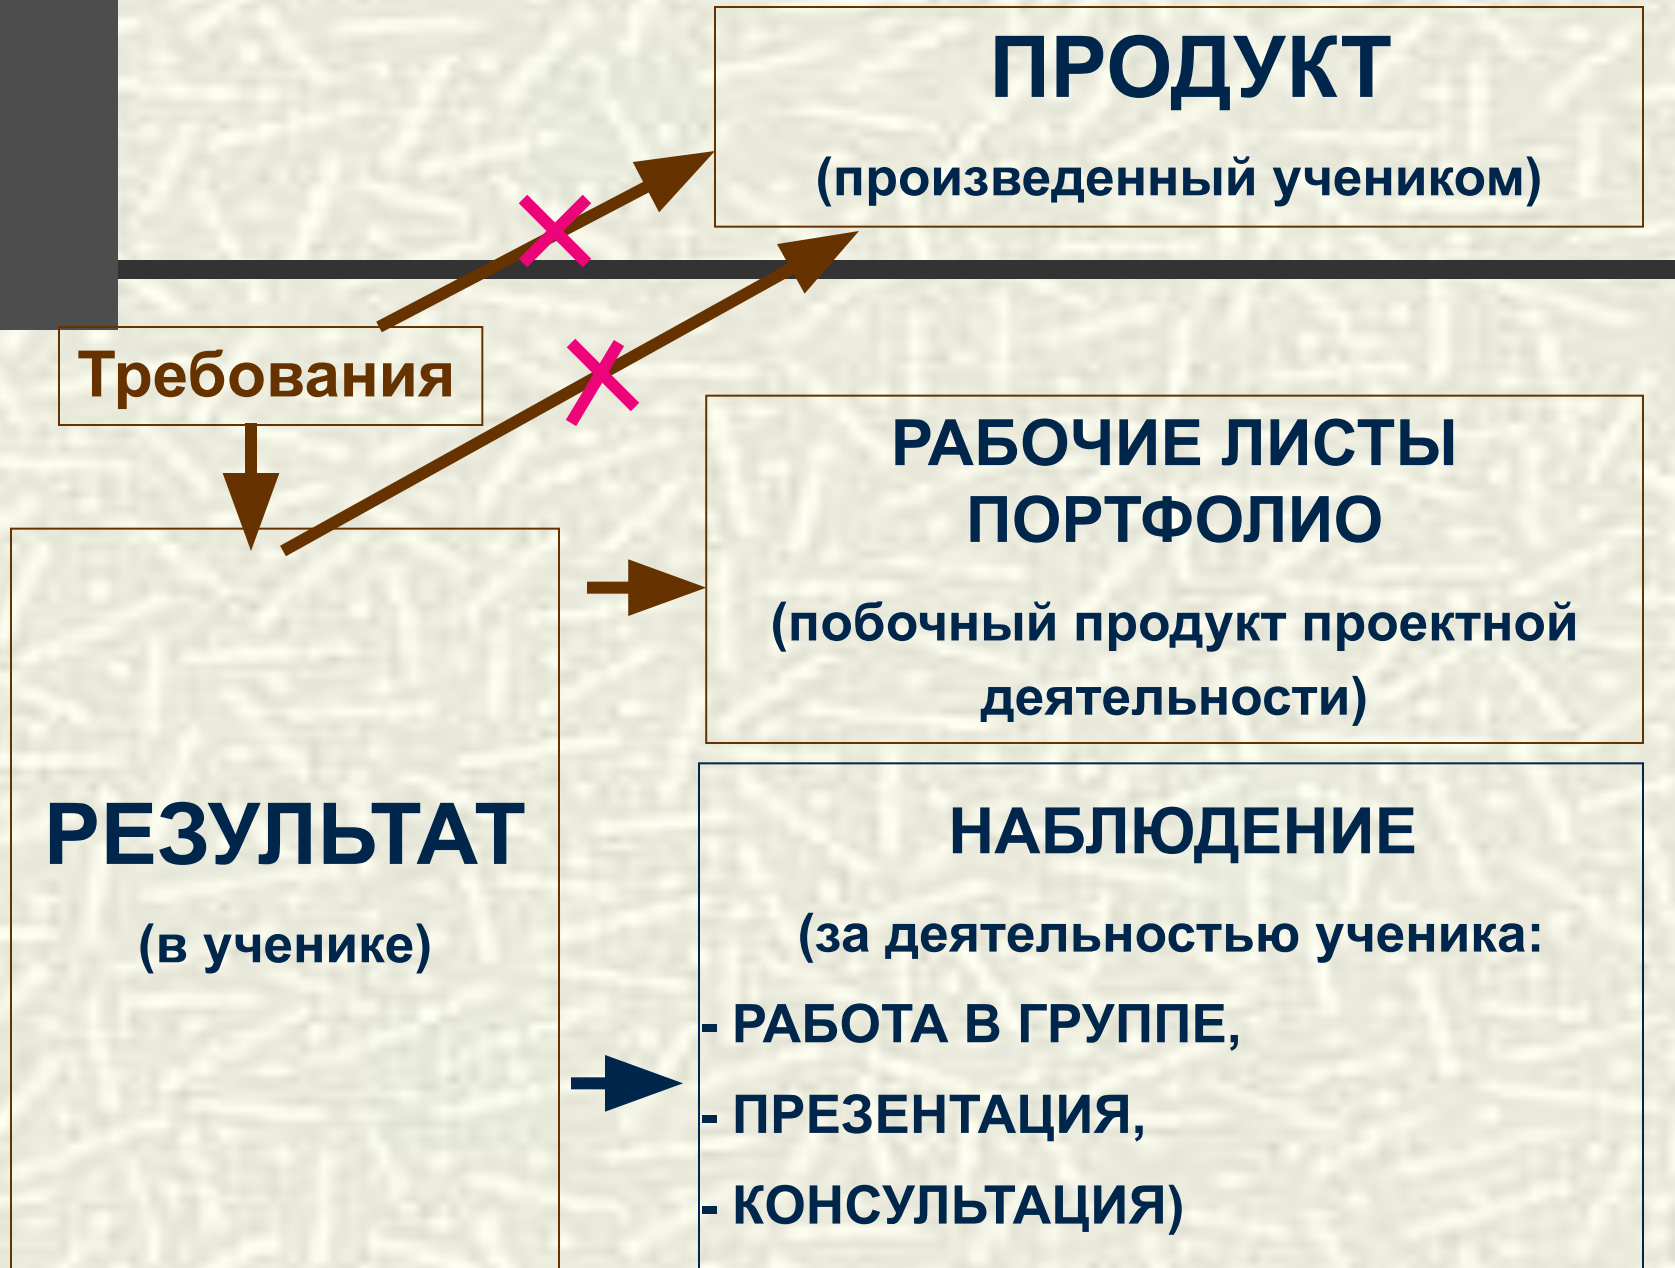 ПРОДУКТ
(произведенный учеником)
Требования
РАБОЧИЕ ЛИСТЫ
ПОРТФОЛИО
(побочный продукт проектной
деятельности)
РЕЗУЛЬТАТ
(в ученике)
НАБЛЮДЕНИЕ
(за деятельностью ученика:
- РАБОТА В ГРУППЕ,
- ПРЕЗЕНТАЦИЯ,
- КОНСУЛЬТАЦИЯ)